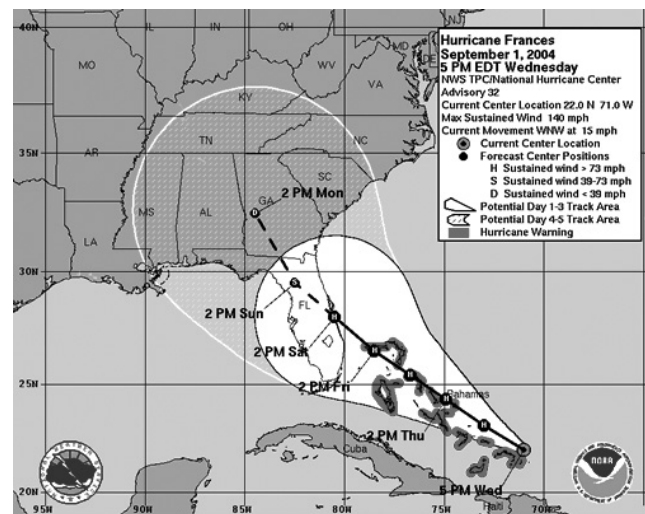 Hurricane Frances
September 1, 2004
5 PM EDT Wednesday
NWS TPC/National Hurricane Center
Advisory 32
Current Center Location 22.0 N 71.0 W
Max Sustained Wind 140 mph
Current Movement WNW at 15 mph
Current Center Location
Forecast Center Positions
H Sustained wind > 73 mph
S Sustained wind 39-73 mph
D Sustained wind < 39 mph
Potential Day 1-3 Track Area
Potential Day 4-5 Track Area
Hurricane Warning
40N
IL
IN
OH
NJ
MD
DE
MO
WV
VA
KY
35N
TN
NC
AR
SC
2 PM Mon
GA
D
MS
AL
LA
30N
S
FL
2 PM Sun
H
2 PM Sat
H
25N
2 PM Fri
H
H
Bahamas
H
2 PM Thu
Cuba
5 PM Wed
NOAA
20N
Haiti
95W
90W
85W
80W
75W
70W